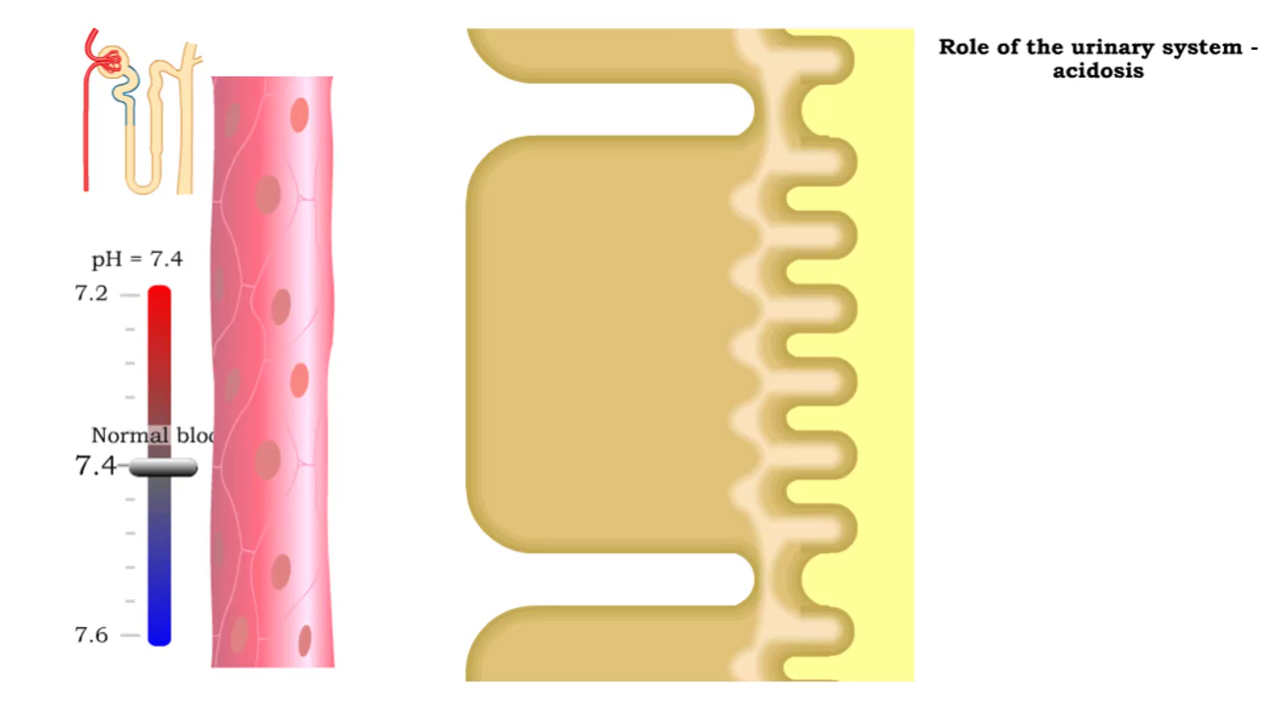 Role of the urinary system -
acidosis
pH = 7.4
7.2
Normal
7.4
7.6